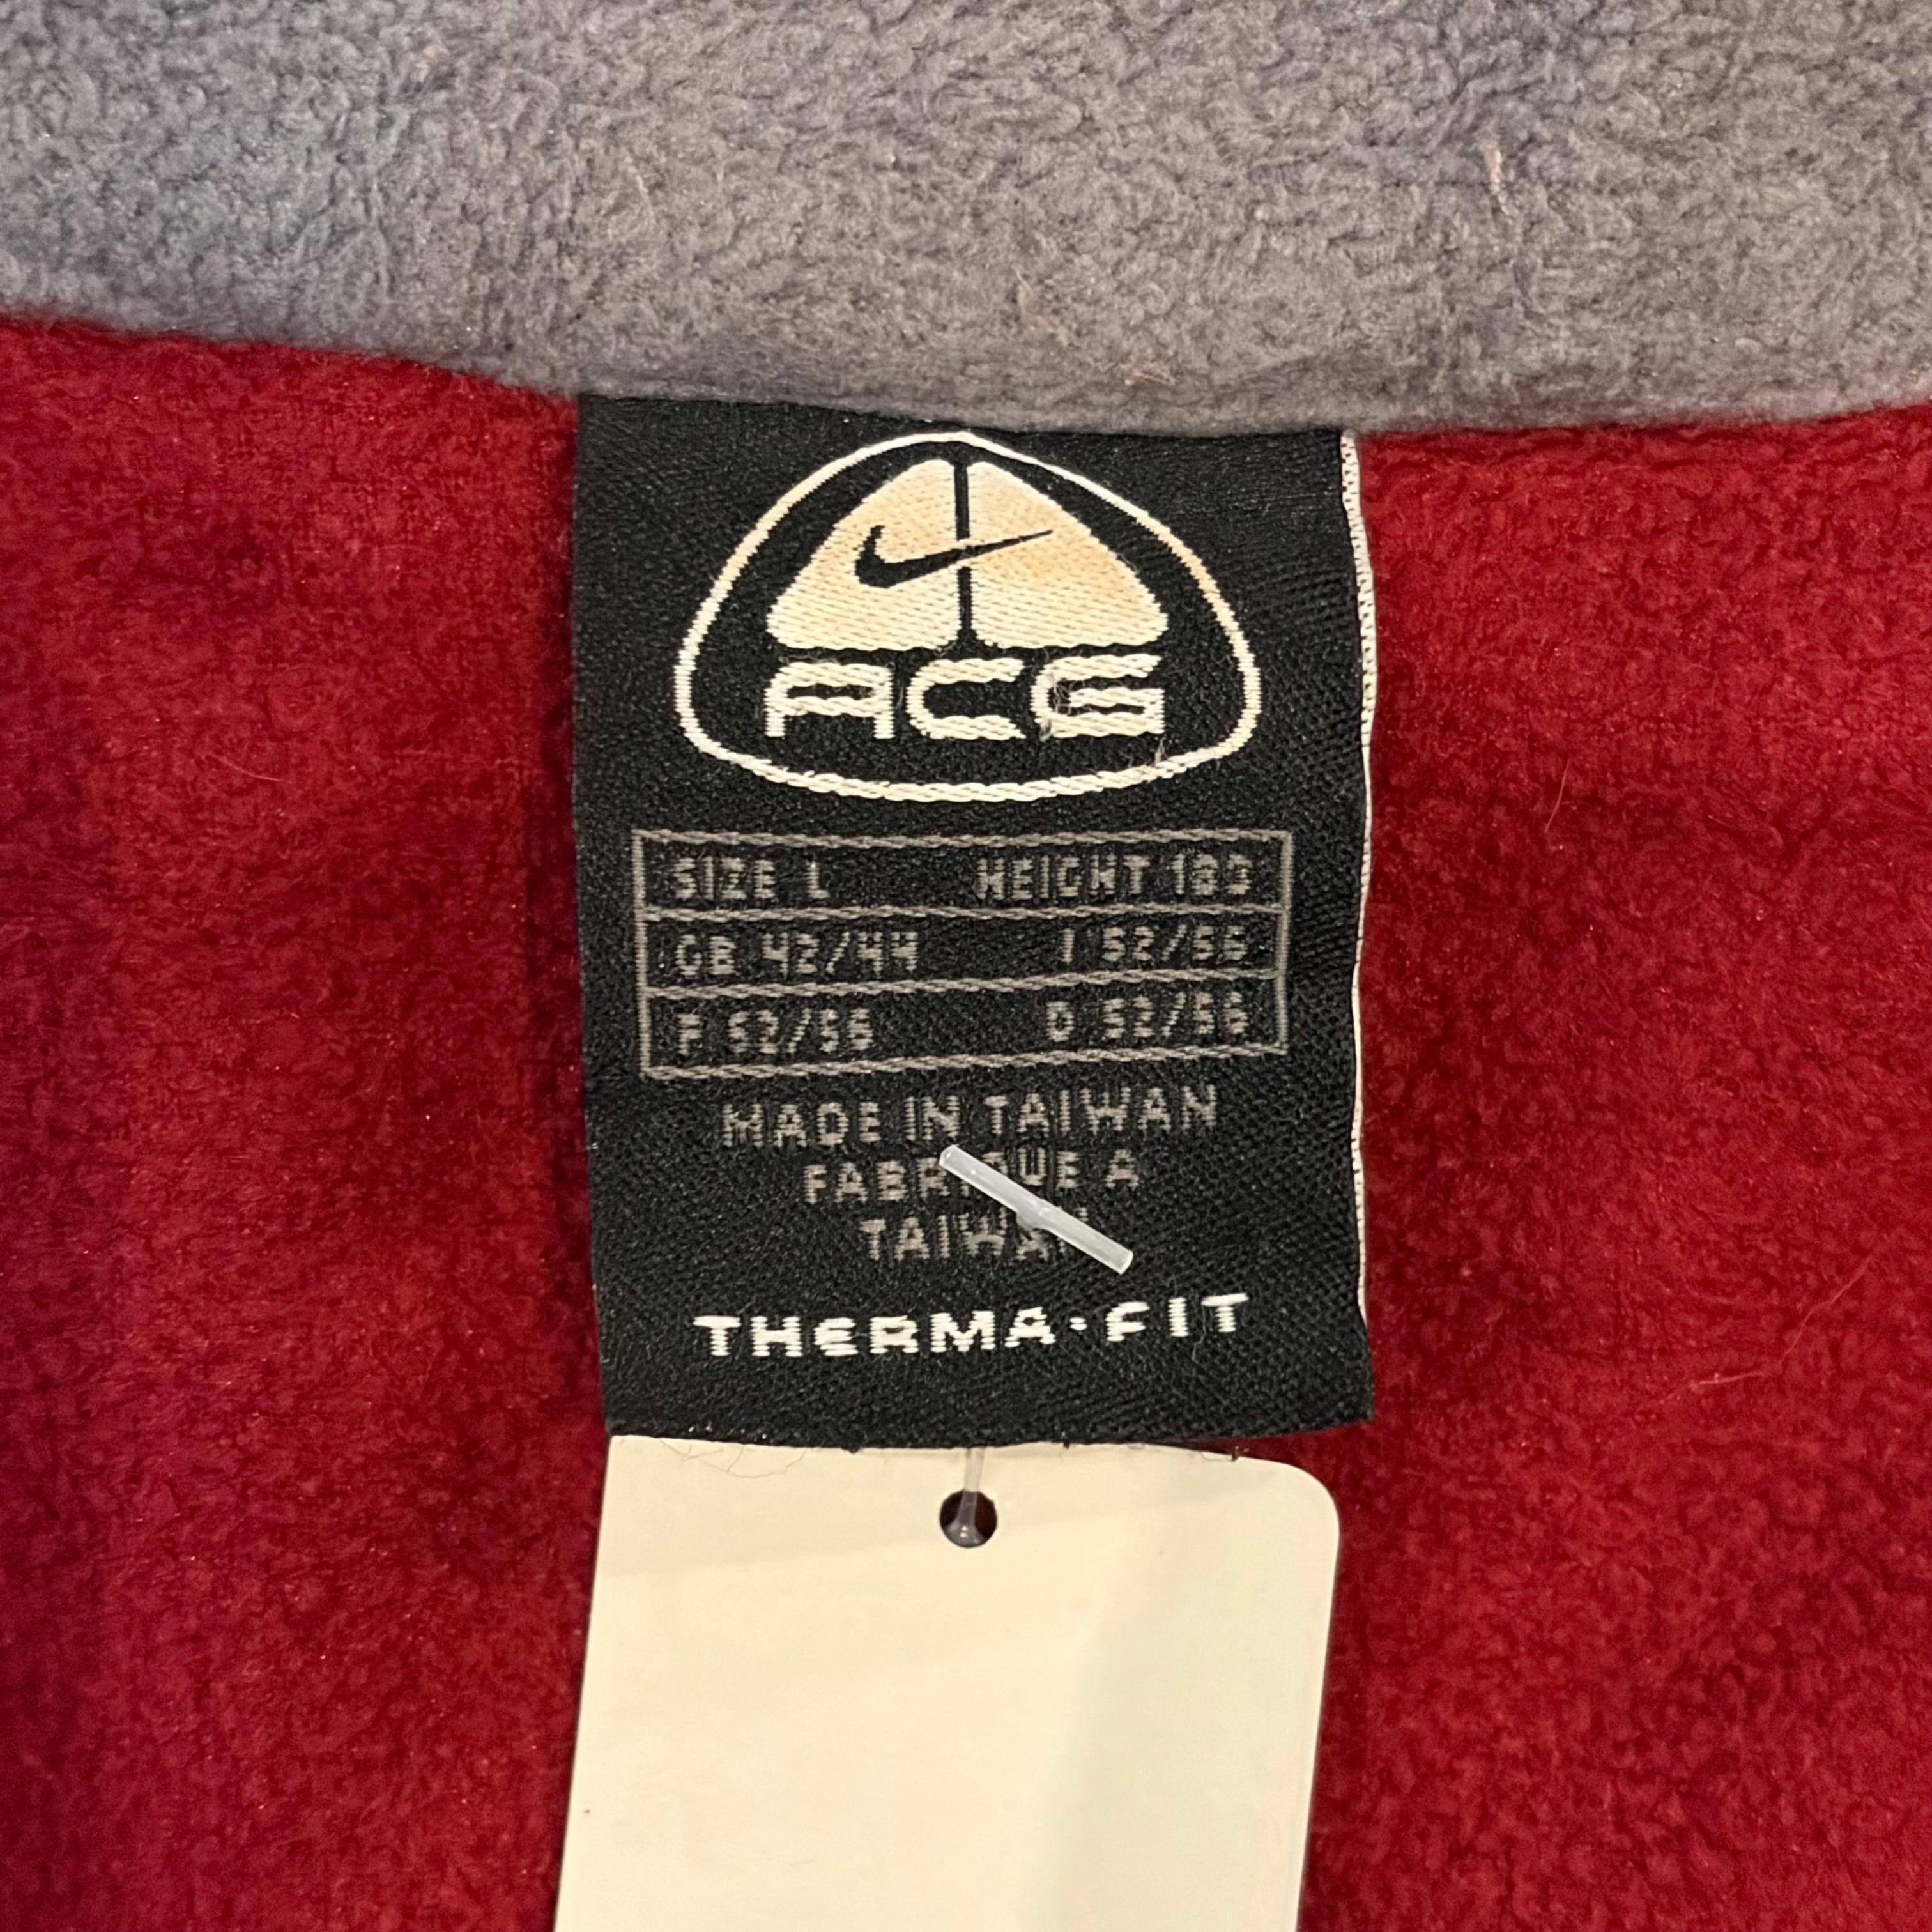 ACG
SIZE L HEIGHT 183
GB 42/44 I 52/56
F 52/56 D 52/56
MADE IN TAIWAN
FABRIQUE A
TAIWAN
THERMA·FIT